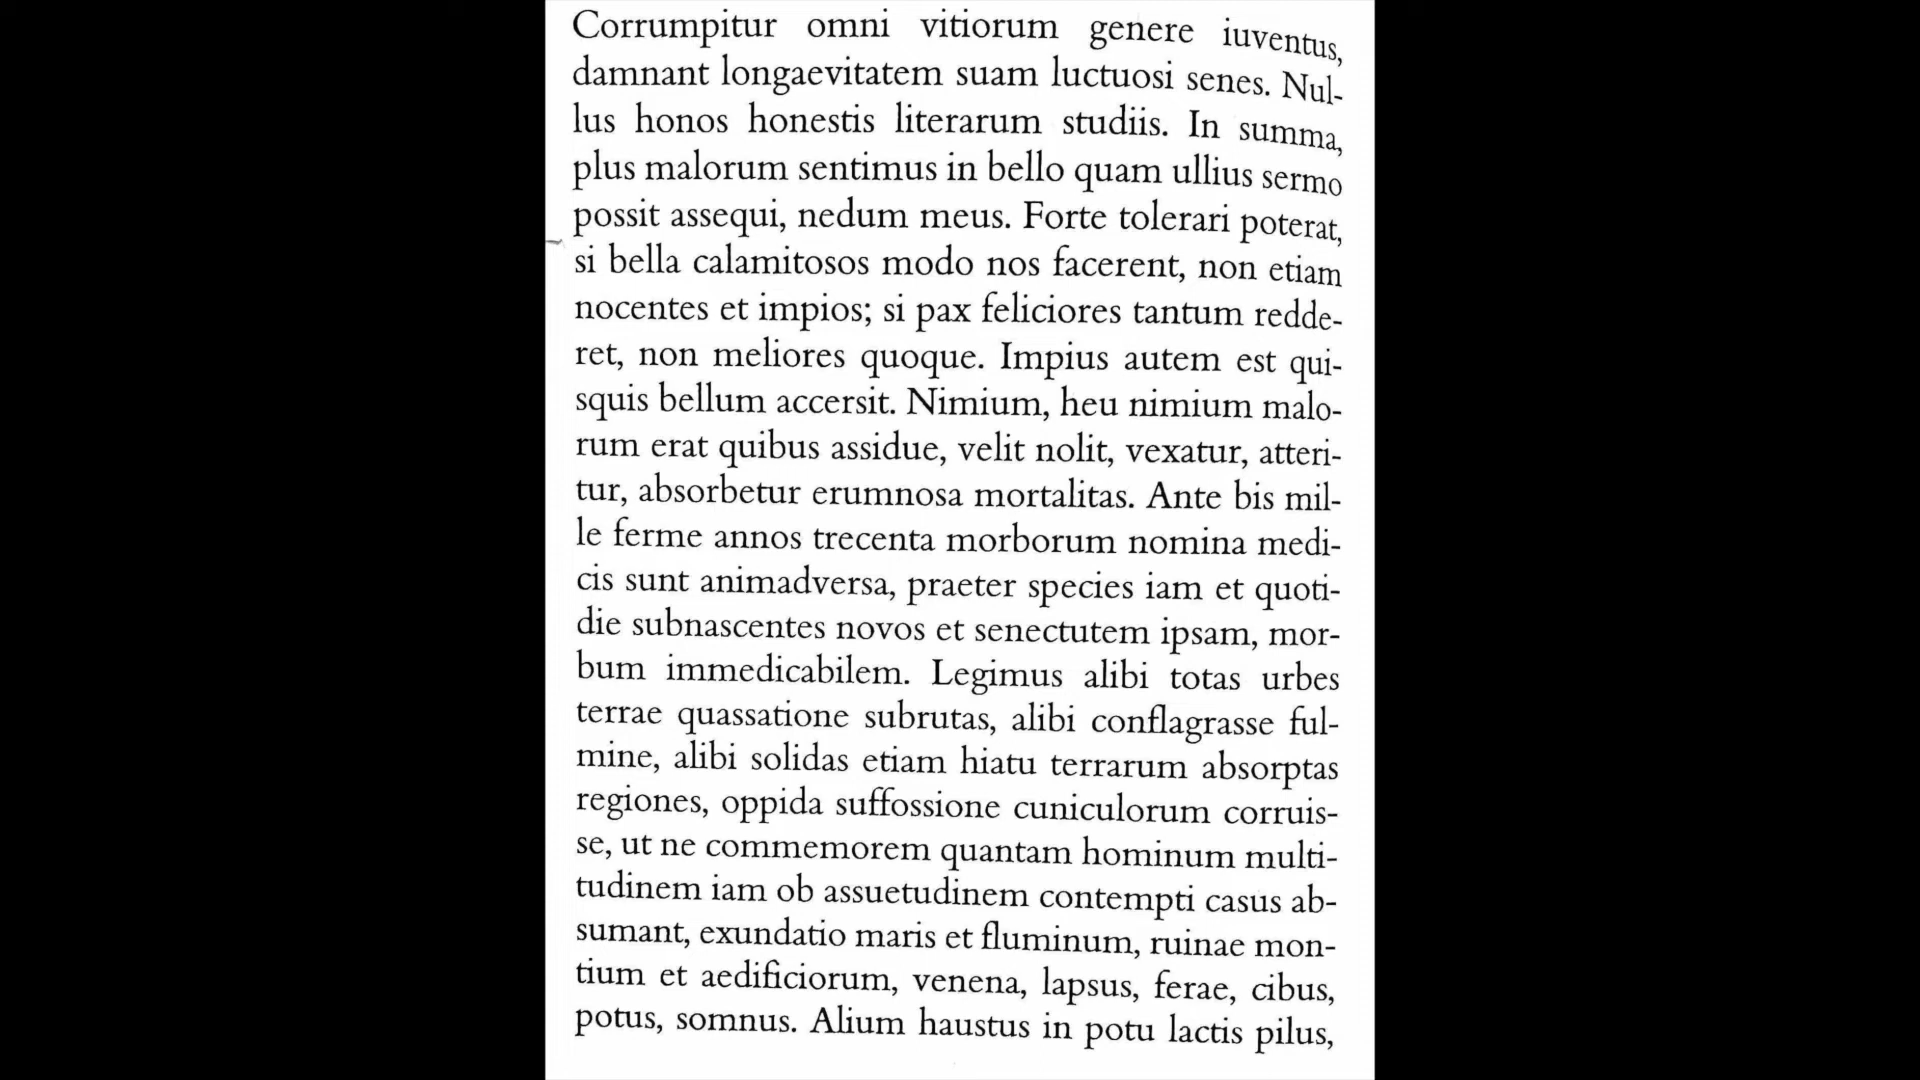 Corrumpitur omni vitiorum genere iuventus,
damnant longaevitatem suam luctuosi senes. Nul-
lus honos honestis literarum studiis. In summa,
plus malorum sentimus in bello quam ullius sermo
possit assequi, nedum meus. Forte tolerari poterat,
si bella calamitosos modo nos facerent, non etiam
nocentes et impios; si pax feliciores tantum redde-
ret, non meliores quoque. Impius autem est qui-
squis bellum accersit. Nimium, heu nimium malo-
rum erat quibus assidue, velit nolit, vexatur, atteri-
tur, absorbetur erumnosa mortalitas. Ante bis mil-
le ferme annos trecenta morborum nomina medi-
cis sunt animadversa, praeter species iam et quoti-
die subnascentes novos et senectutem ipsam, mor-
bum immedicabilem. Legimus alibi totas urbes
terrae quassatione subrutas, alibi conflagrasse ful-
mine, alibi solidas etiam hiatu terrarum absorptas
regiones, oppida suffossione cuniculorum corruis-
se, ut ne commemorem quantam hominum multi-
tudinem iam ob assuetudinem contempti casus ab-
sumant, exundatio maris et fluminum, ruinae mon-
tium et aedificiorum, venena, lapsus, ferae, cibus,
potus, somnus. Alium haustus in potu lactis pilus,